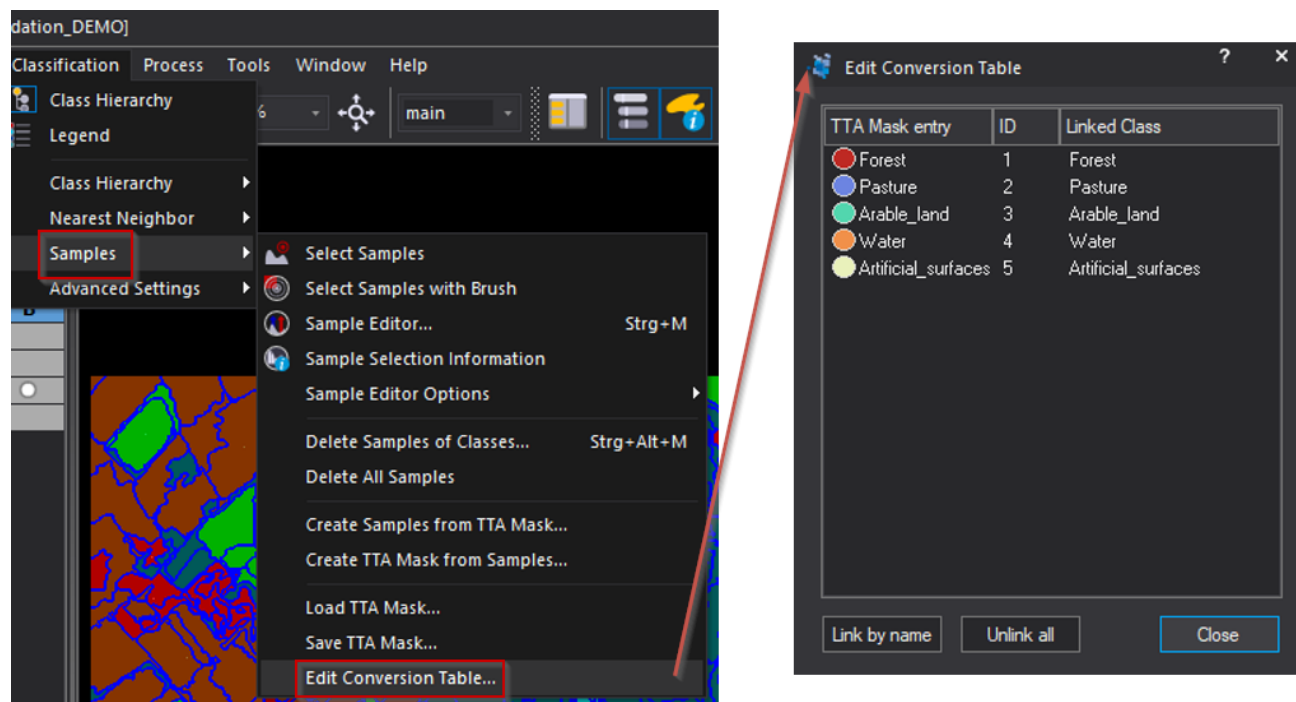 dation_DEMO]
Classification Process Tools Window Help
Class Hierarchy
% main
Legend
Class Hierarchy
Nearest Neighbor
Samples
Advanced Settings
Select Samples
Select Samples with Brush
Sample Editor... Strg+M
Sample Selection Information
Sample Editor Options
Delete Samples of Classes... Strg+Alt+M
Delete All Samples
Create Samples from TTA Mask...
Create TTA Mask from Samples...
Load TTA Mask...
Save TTA Mask...
Edit Conversion Table...
Edit Conversion Table ? ×
TTA Mask entry ID Linked Class
Forest 1 Forest
Pasture 2 Pasture
Arable_land 3 Arable_land
Water 4 Water
Artificial_surfaces 5 Artificial_surfaces
Link by name Unlink all Close